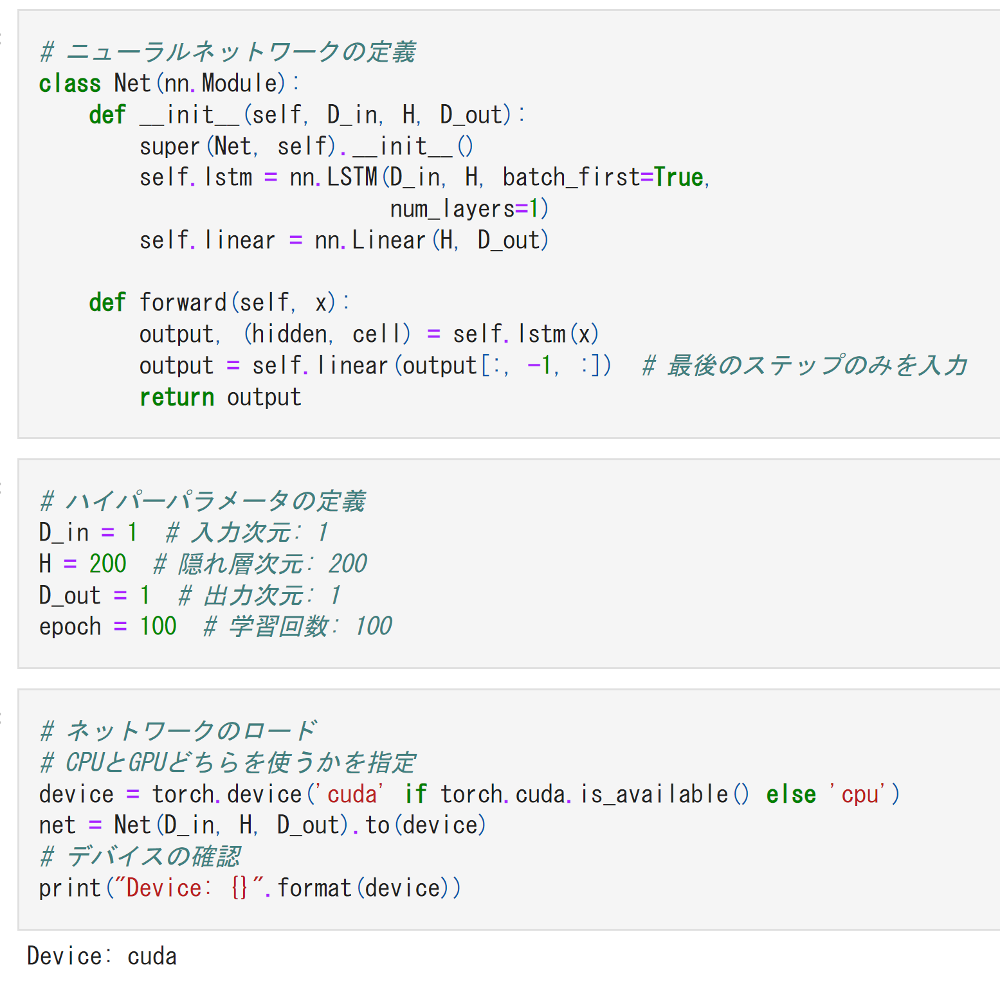 # ニューラルネットワークの定義
class Net(nn.Module):
    def __init__(self, D_in, H, D_out):
        super(Net, self).__init__()
        self.lstm = nn.LSTM(D_in, H, batch_first=True,
                            num_layers=1)
        self.linear = nn.Linear(H, D_out)
    def forward(self, x):
        output, (hidden, cell) = self.lstm(x)
        output = self.linear(output[:, -1, :])  # 最後のステップのみを入力
        return output
# ハイパーパラメータの定義
D_in = 1  # 入力次元: 1
H = 200  # 隠れ層次元: 200
D_out = 1  # 出力次元: 1
epoch = 100  # 学習回数: 100
# ネットワークのロード
# CPUとGPUどちらを使うかを指定
device = torch.device('cuda' if torch.cuda.is_available() else 'cpu')
net = Net(D_in, H, D_out).to(device)
# デバイスの確認
print("Device: {}".format(device))
Device: cuda